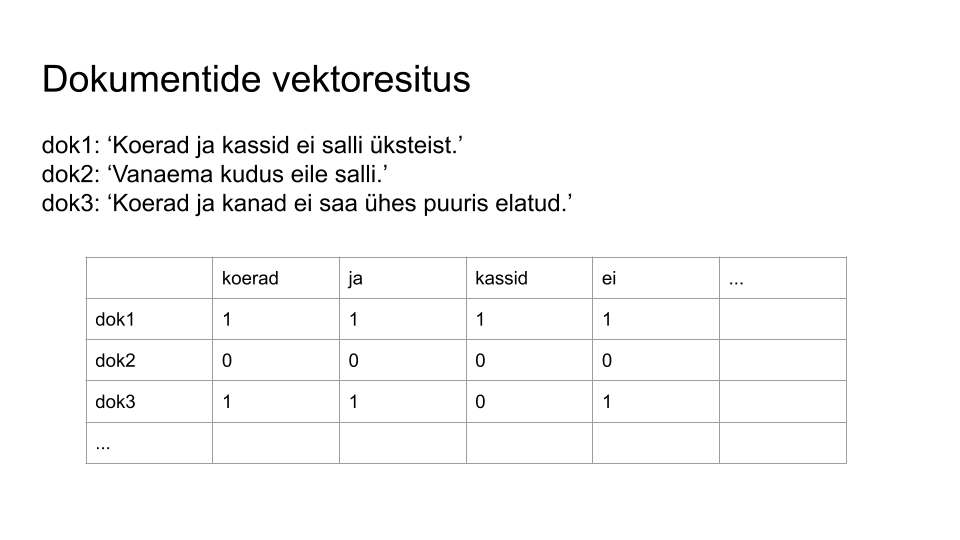 Dokumentide vektoresitus
dok1: ‘Koerad ja kassid ei salli üksteist.’
dok2: ‘Vanaema kudus eile salli.’
dok3: ‘Koerad ja kanad ei saa ühes puuris elatud.’
koerad ja kassid ei ...
dok1 1 1 1 1
dok2 0 0 0 0
dok3 1 1 0 1
...